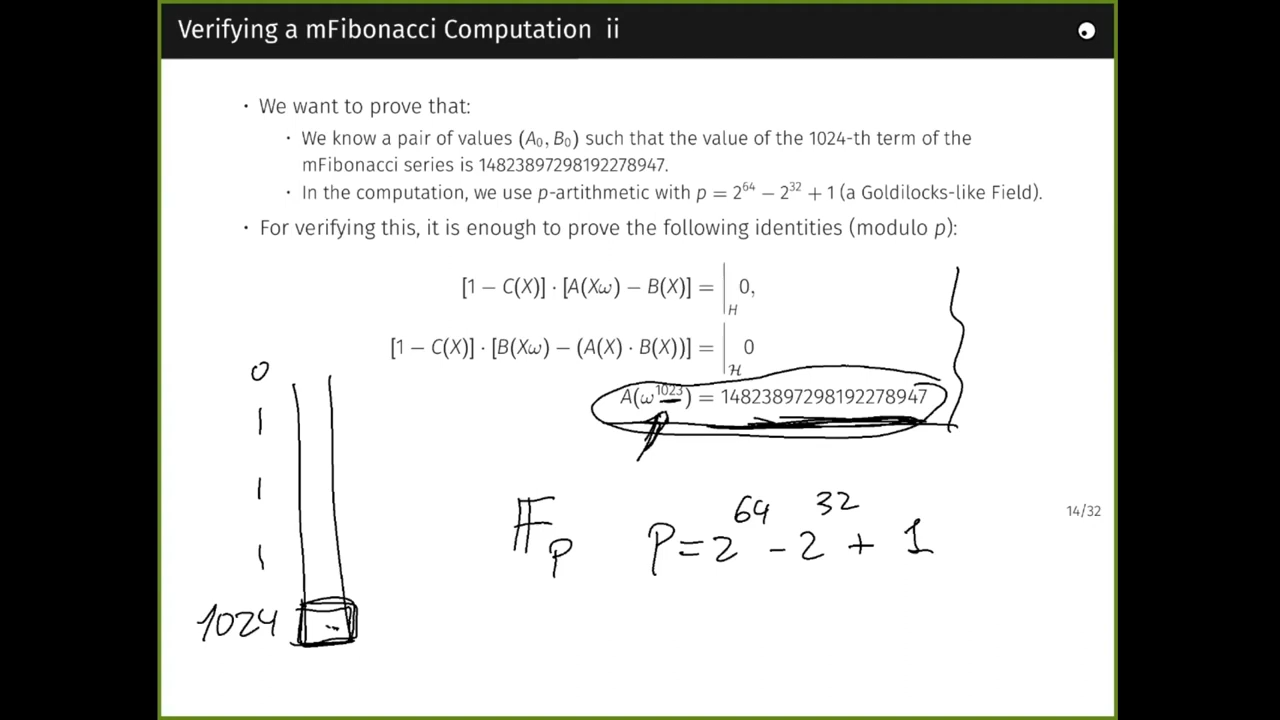 Verifying a mFibonacci Computation ii
· We want to prove that:
· We know a pair of values (A₀, B₀) such that the value of the 1024-th term of the
mFibonacci series is 14823897298192278947.
· In the computation, we use p-artithmetic with p = 2⁶⁴ − 2³² + 1 (a Goldilocks-like Field).
· For verifying this, it is enough to prove the following identities (modulo p):
[1 − C(X)] · [A(Xω) − B(X)] = |_H 0,
[1 − C(X)] · [B(Xω) − (A(X) · B(X))] = |_ℋ 0
A(ω¹⁰²³) = 14823897298192278947
0
1
1
1
1024
𝔽_p P = 2⁶⁴ - 2³² + 1
14/32